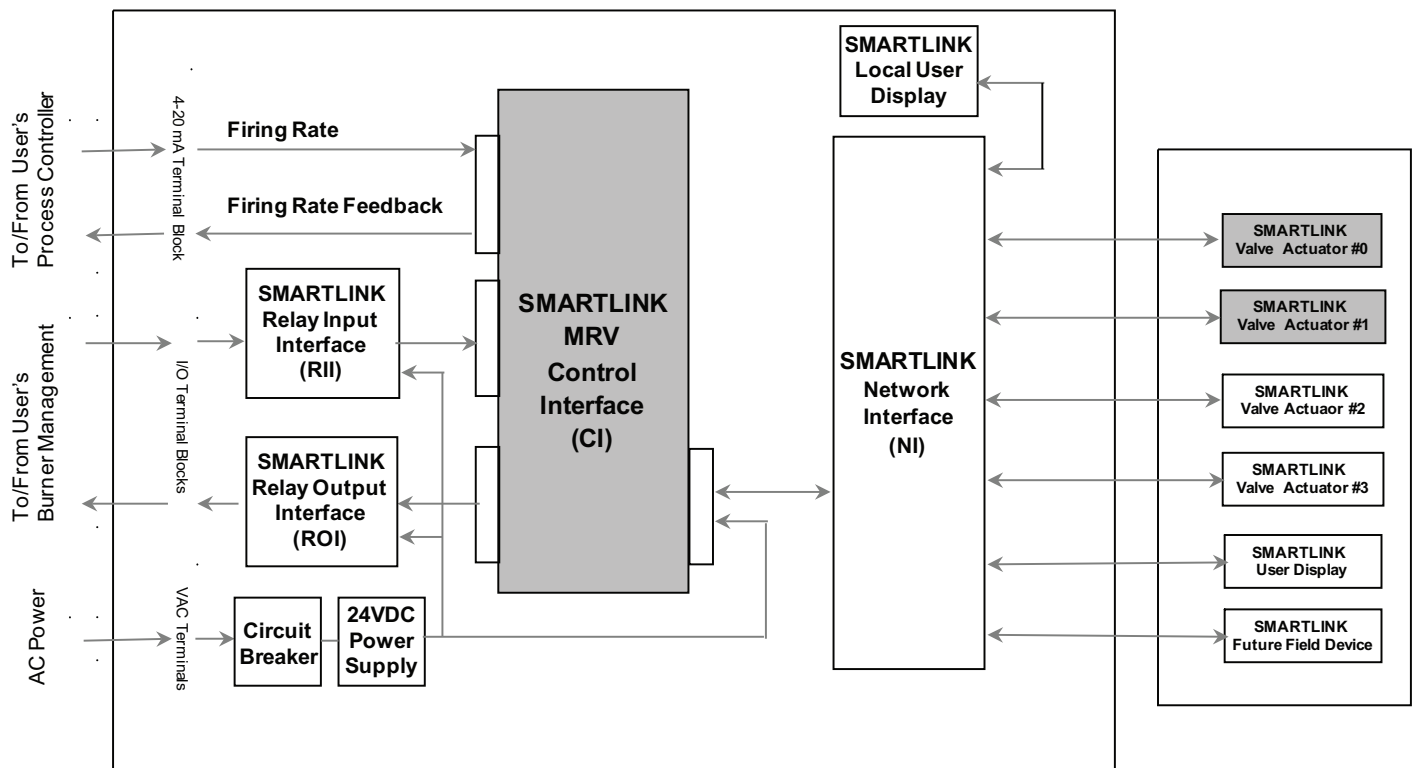 To/From User's
Process Controller
4-20 mA Terminal Block
Firing Rate
Firing Rate Feedback
To/From User's
Burner Management
I/O Terminal Blocks
SMARTLINK
Relay Input
Interface
(RII)
SMARTLINK
Relay Output
Interface
(ROI)
AC Power
VAC Terminals
Circuit
Breaker
24VDC
Power
Supply
SMARTLINK
MRV
Control
Interface
(CI)
SMARTLINK
Local User
Display
SMARTLINK
Network
Interface
(NI)
SMARTLINK
Valve Actuator #0
SMARTLINK
Valve Actuator #1
SMARTLINK
Valve Actuaor #2
SMARTLINK
Valve Actuator #3
SMARTLINK
User Display
SMARTLINK
Future Field Device